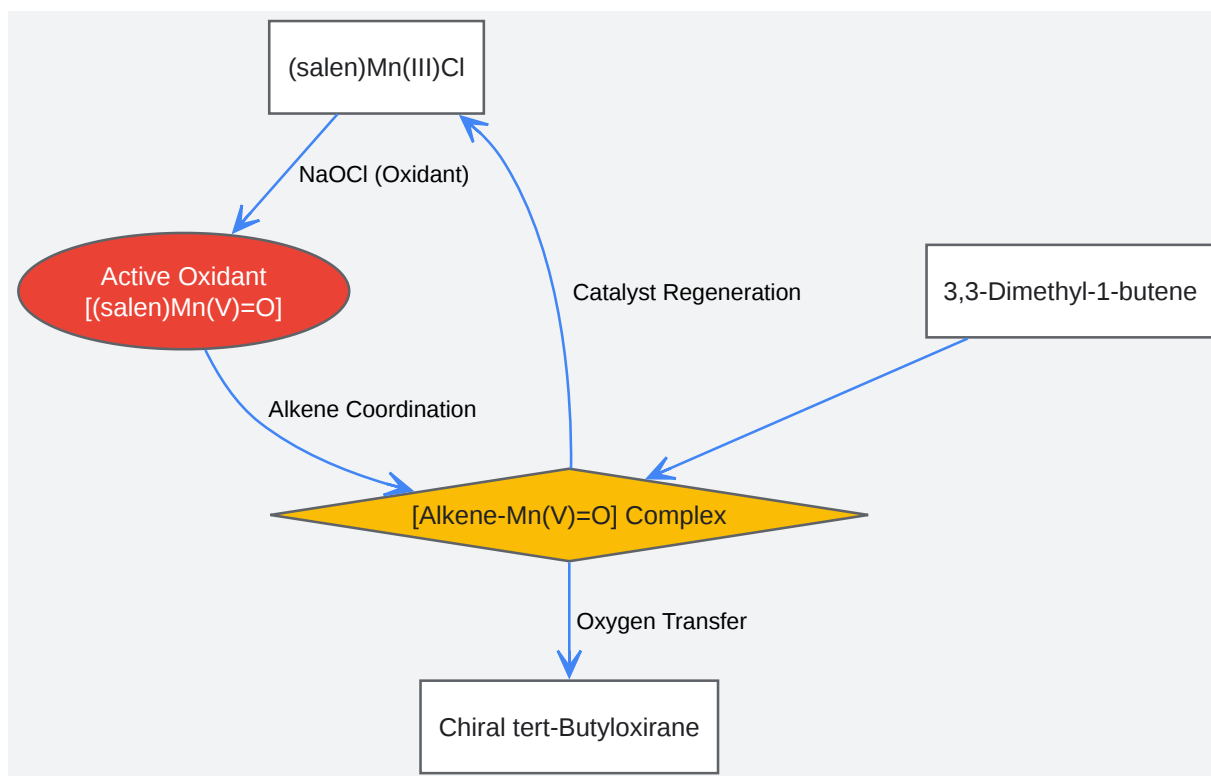 (salen)Mn(III)Cl
NaOCl (Oxidant)
Active Oxidant
[(salen)Mn(V)=O]
Catalyst Regeneration
3,3-Dimethyl-1-butene
Alkene Coordination
[Alkene-Mn(V)=O] Complex
Oxygen Transfer
Chiral tert-Butyloxirane